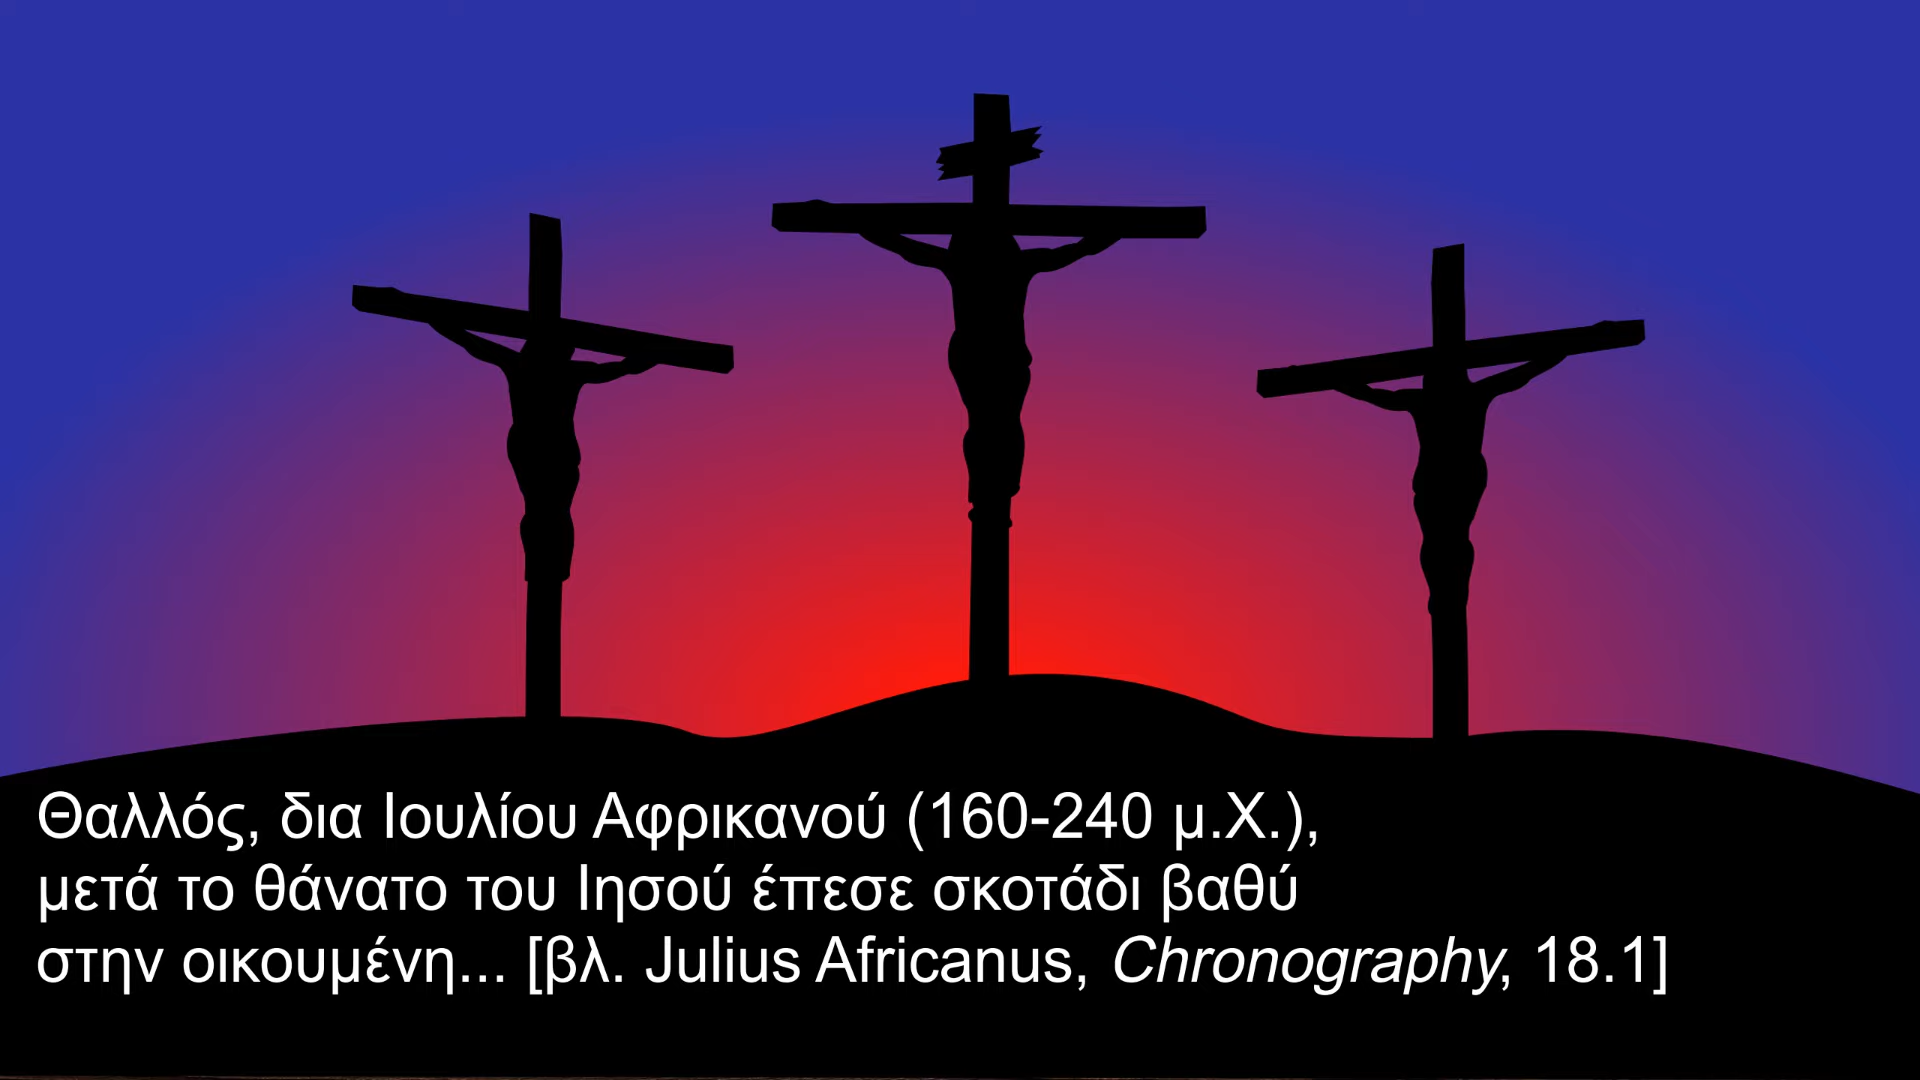 Θαλλός, δια Ιουλίου Αφρικανού (160-240 μ.Χ.),
μετά το θάνατο του Ιησού έπεσε σκοτάδι βαθύ
στην οικουμένη... [βλ. Julius Africanus, Chronography, 18.1]